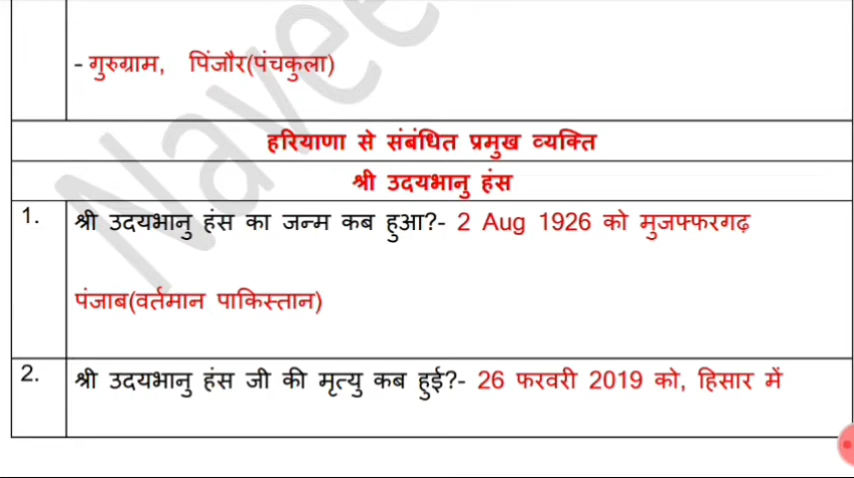 - गुरुग्राम, पिंजौर(पंचकुला)
हरियाणा से संबंधित प्रमुख व्यक्ति
श्री उदयभानु हंस
1. श्री उदयभानु हंस का जन्म कब हुआ?- 2 Aug 1926 को मुजफ्फरगढ़
पंजाब(वर्तमान पाकिस्तान)
2. श्री उदयभानु हंस जी की मृत्यु कब हुई?- 26 फरवरी 2019 को, हिसार में
Navee